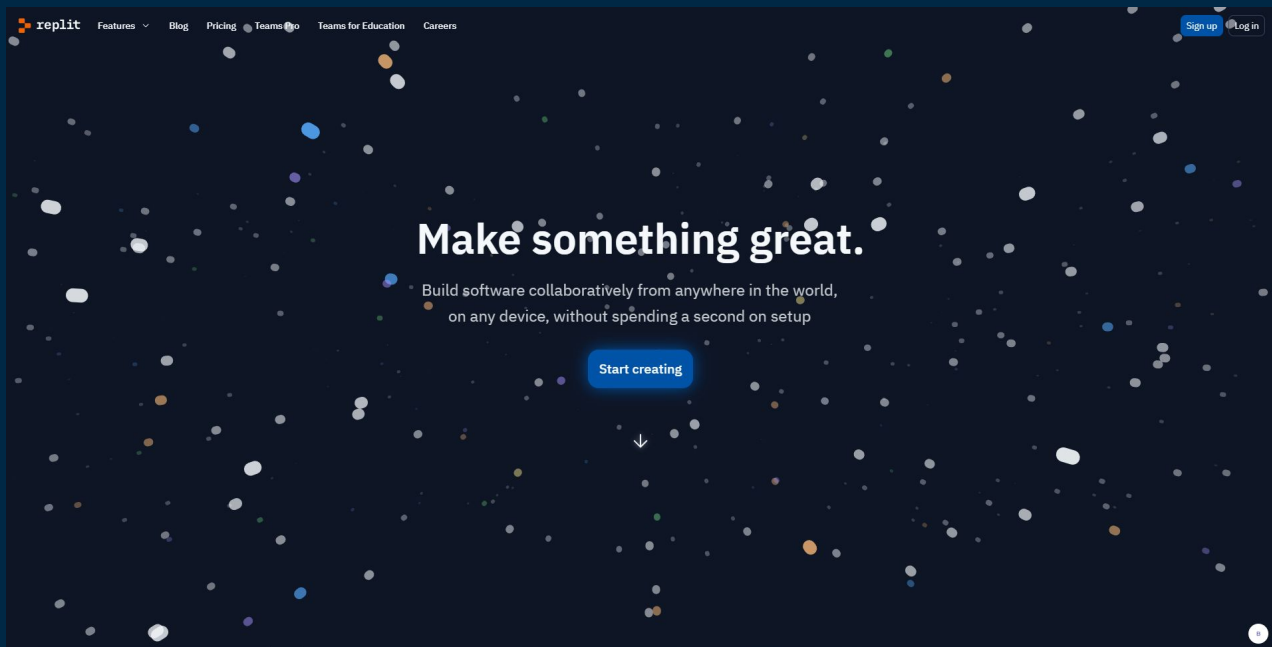 replit Features Blog Pricing Teams Pro Teams for Education Careers Sign up Log in
Make something great.
Build software collaboratively from anywhere in the world,
on any device, without spending a second on setup
Start creating